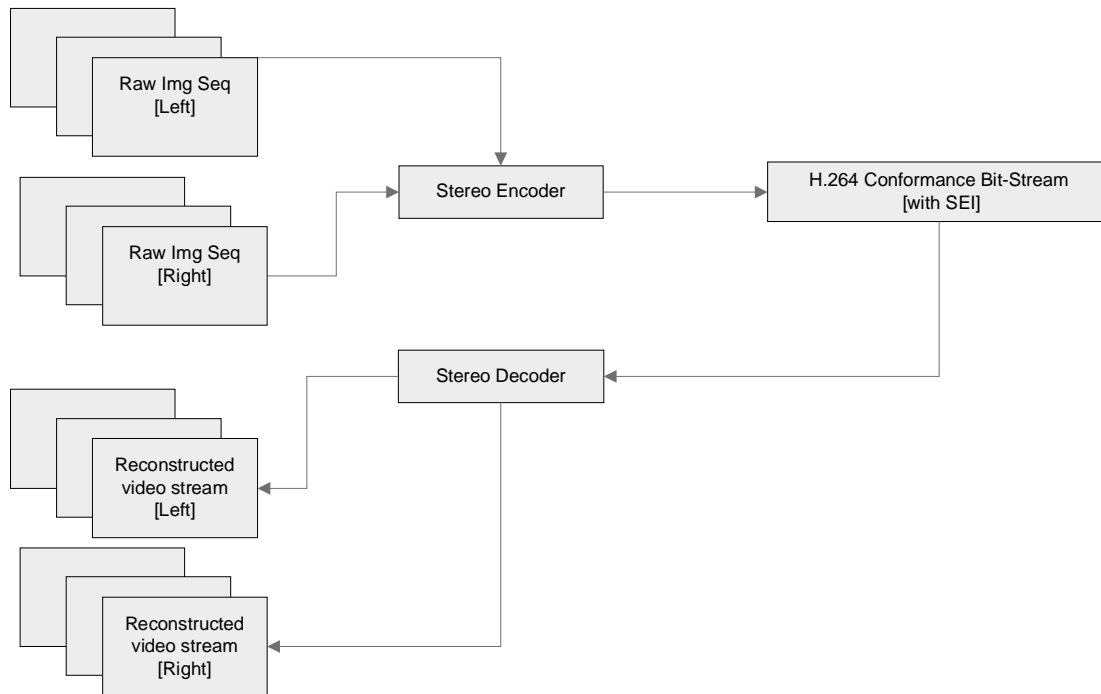 Raw Img Seq
[Left]
Raw Img Seq
[Right]
Stereo Encoder
H.264 Conformance Bit-Stream
[with SEI]
Stereo Decoder
Reconstructed
video stream
[Left]
Reconstructed
video stream
[Right]